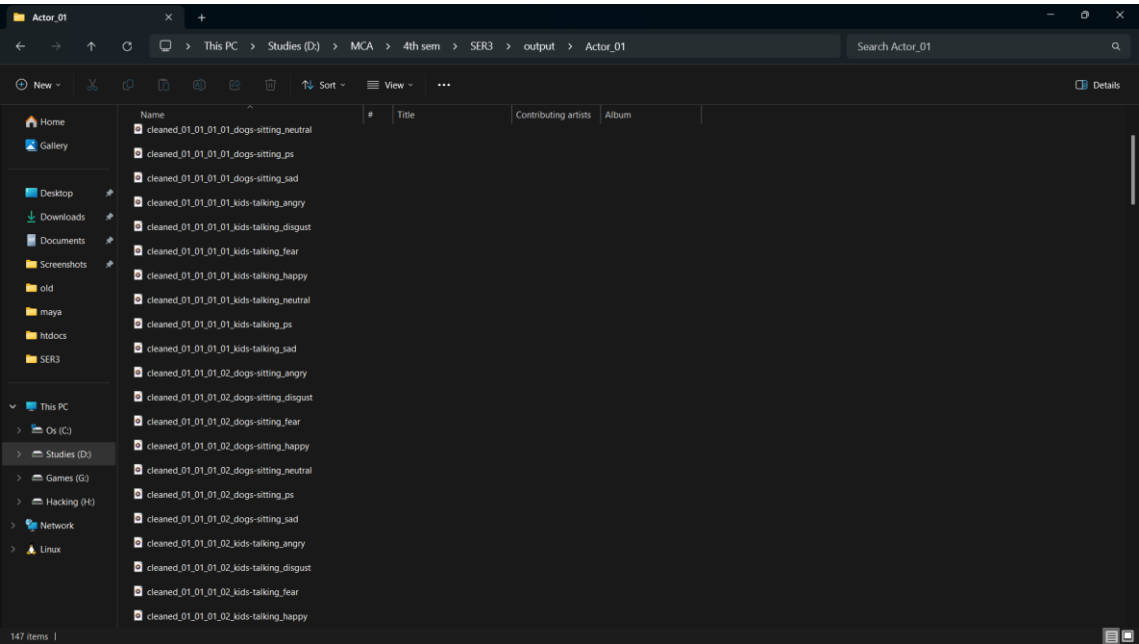 Actor_01
This PC > Studies (D:) > MCA > 4th sem > SER3 > output > Actor_01
Search Actor_01
New
Sort
View
Details
Home
Gallery
Desktop
Downloads
Documents
Screenshots
old
maya
htdocs
SER3
This PC
Os (C:)
Studies (D:)
Games (G:)
Hacking (H:)
Network
Linux
Name # Title Contributing artists Album
cleaned_01_01_01_01_dogs-sitting_neutral
cleaned_01_01_01_01_dogs-sitting_ps
cleaned_01_01_01_01_dogs-sitting_sad
cleaned_01_01_01_01_kids-talking_angry
cleaned_01_01_01_01_kids-talking_disgust
cleaned_01_01_01_01_kids-talking_fear
cleaned_01_01_01_01_kids-talking_happy
cleaned_01_01_01_01_kids-talking_neutral
cleaned_01_01_01_01_kids-talking_ps
cleaned_01_01_01_01_kids-talking_sad
cleaned_01_01_01_02_dogs-sitting_angry
cleaned_01_01_01_02_dogs-sitting_disgust
cleaned_01_01_01_02_dogs-sitting_fear
cleaned_01_01_01_02_dogs-sitting_happy
cleaned_01_01_01_02_dogs-sitting_neutral
cleaned_01_01_01_02_dogs-sitting_ps
cleaned_01_01_01_02_dogs-sitting_sad
cleaned_01_01_01_02_kids-talking_angry
cleaned_01_01_01_02_kids-talking_disgust
cleaned_01_01_01_02_kids-talking_fear
cleaned_01_01_01_02_kids-talking_happy
147 items